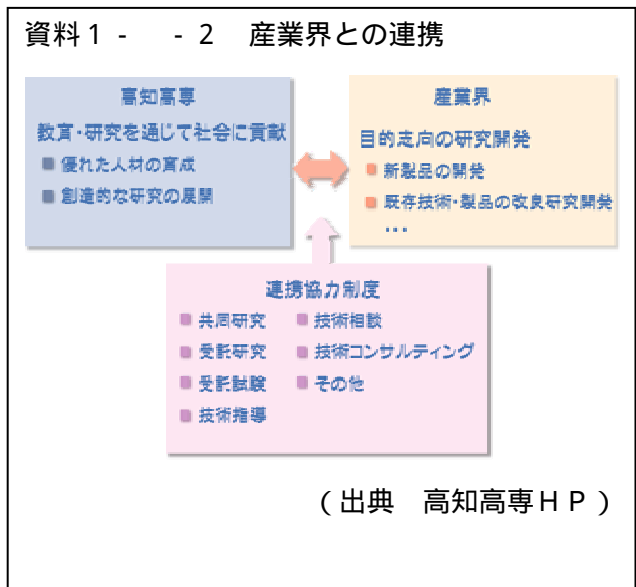 資料１‐　‐２　産業界との連携
高知高専
教育・研究を通じて社会に貢献
■ 優れた人材の育成
■ 創造的な研究の展開
産業界
目的志向の研究開発
■ 新製品の開発
■ 既存技術・製品の改良研究開発
･･･
連携協力制度
■ 共同研究
■ 受託研究
■ 受託試験
■ 技術指導
■ 技術相談
■ 技術コンサルティング
■ その他
（出典　高知高専ＨＰ）